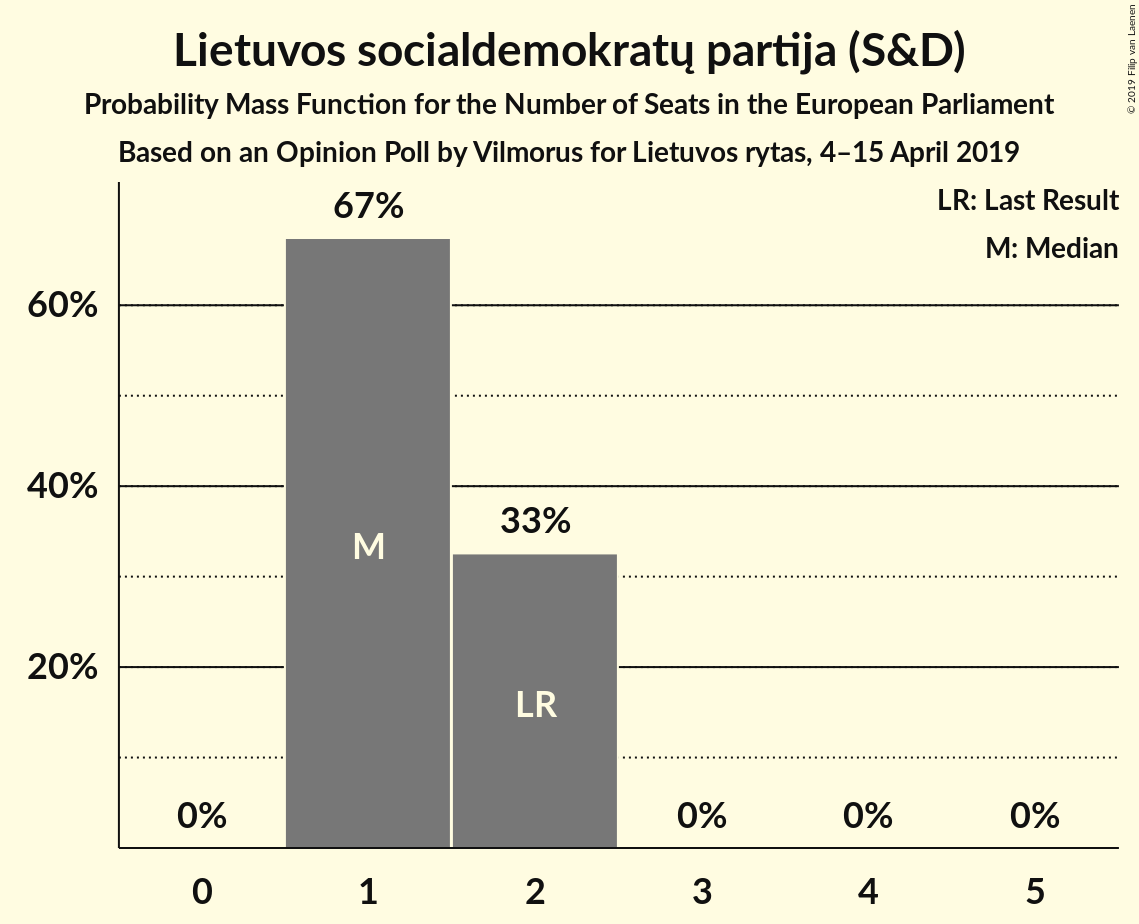 Lietuvos socialdemokratų partija (S&D)
Probability Mass Function for the Number of Seats in the European Parliament
Based on an Opinion Poll by Vilmorus for Lietuvos rytas, 4–15 April 2019
© 2019 Filip van Laenen
LR: Last Result
M: Median
67%
60%
40%
33%
M
20%
LR
0%
0%
0%
0%
0
1
2
3
4
5